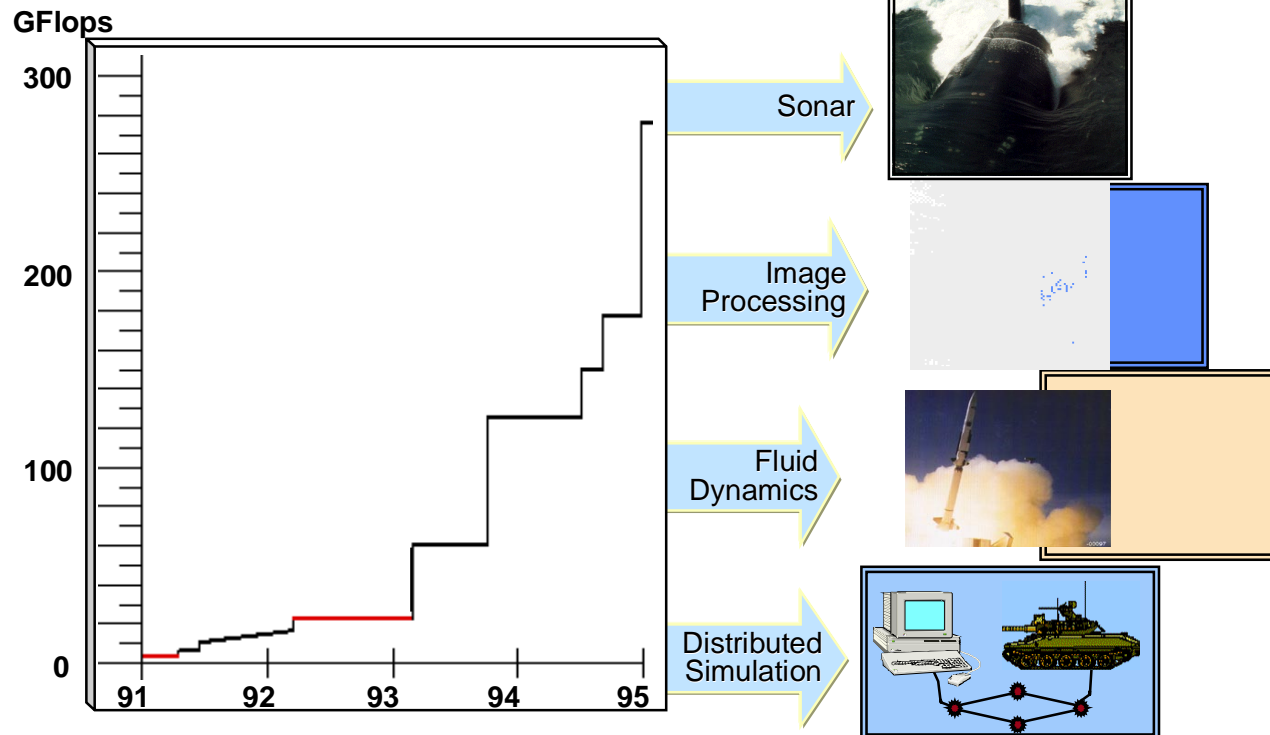 GFlops
300
200
100
0
91
92
93
94
95
Sonar
Image
Processing
Fluid
Dynamics
Distributed
Simulation